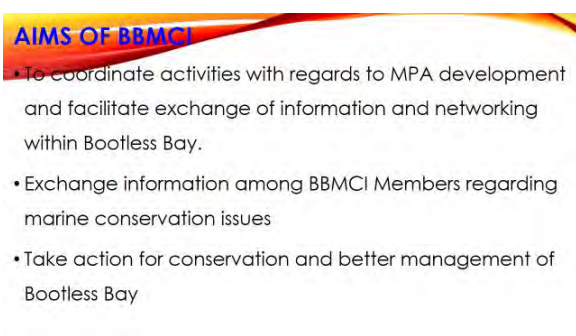 AIMS OF BBMCI
• To coordinate activities with regards to MPA development
and facilitate exchange of information and networking
within Bootless Bay.
• Exchange information among BBMCI Members regarding
marine conservation issues
• Take action for conservation and better management of
Bootless Bay